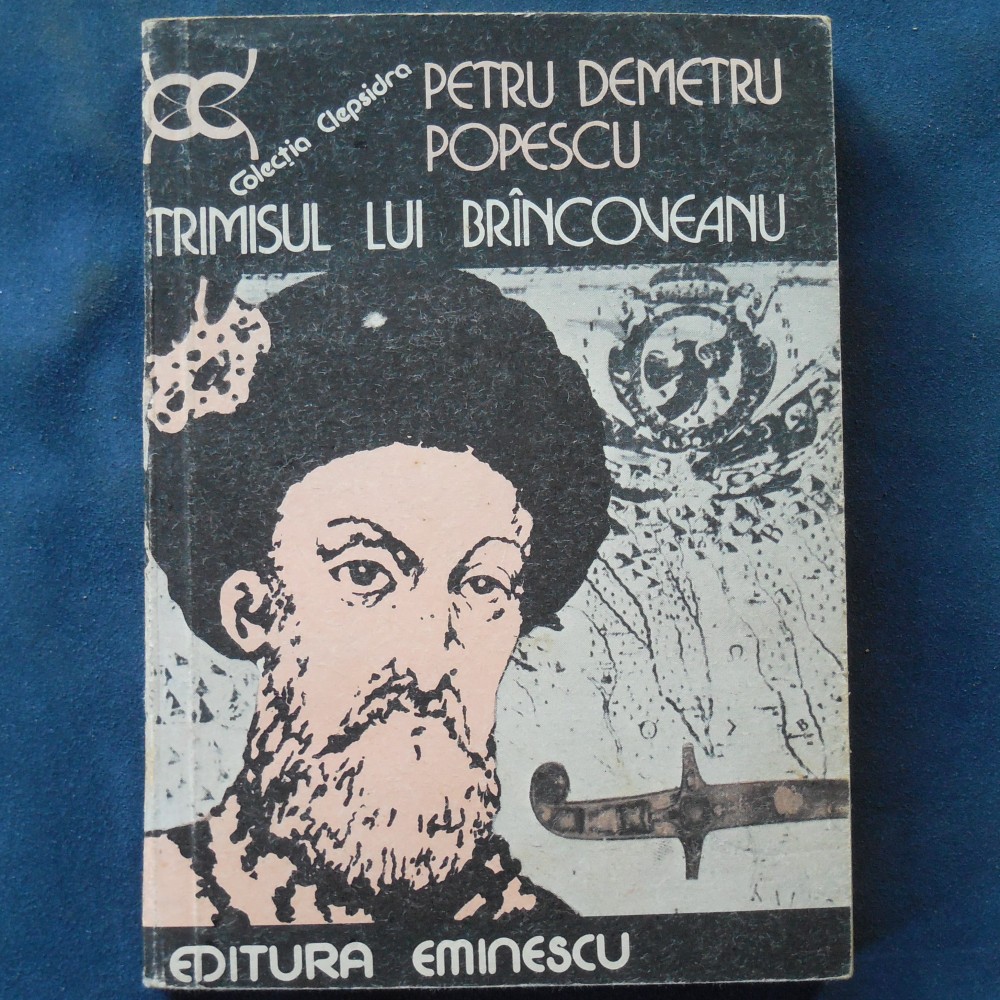 Colecția Clepsidra
PETRU DEMETRU
POPESCU
TRIMISUL LUI BRÎNCOVEANU
EDITURA EMINESCU